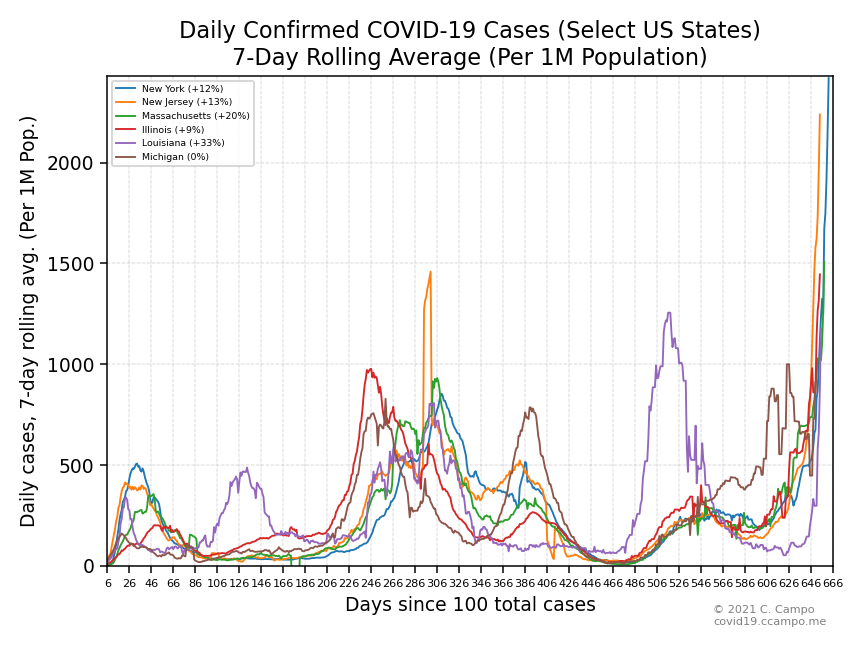 Daily Confirmed COVID-19 Cases (Select US States)
7-Day Rolling Average (Per 1M Population)
Daily cases, 7-day rolling avg. (Per 1M Pop.)
New York (+12%)
New Jersey (+13%)
Massachusetts (+20%)
Illinois (+9%)
Louisiana (+33%)
Michigan (0%)
2000
1500
1000
500
0
6 26 46 66 86 106 126 146 166 186 206 226 246 266 286 306 326 346 366 386 406 426 446 466 486 506 526 546 566 586 606 626 646 666
Days since 100 total cases
© 2021 C. Campo
covid19.ccampo.me